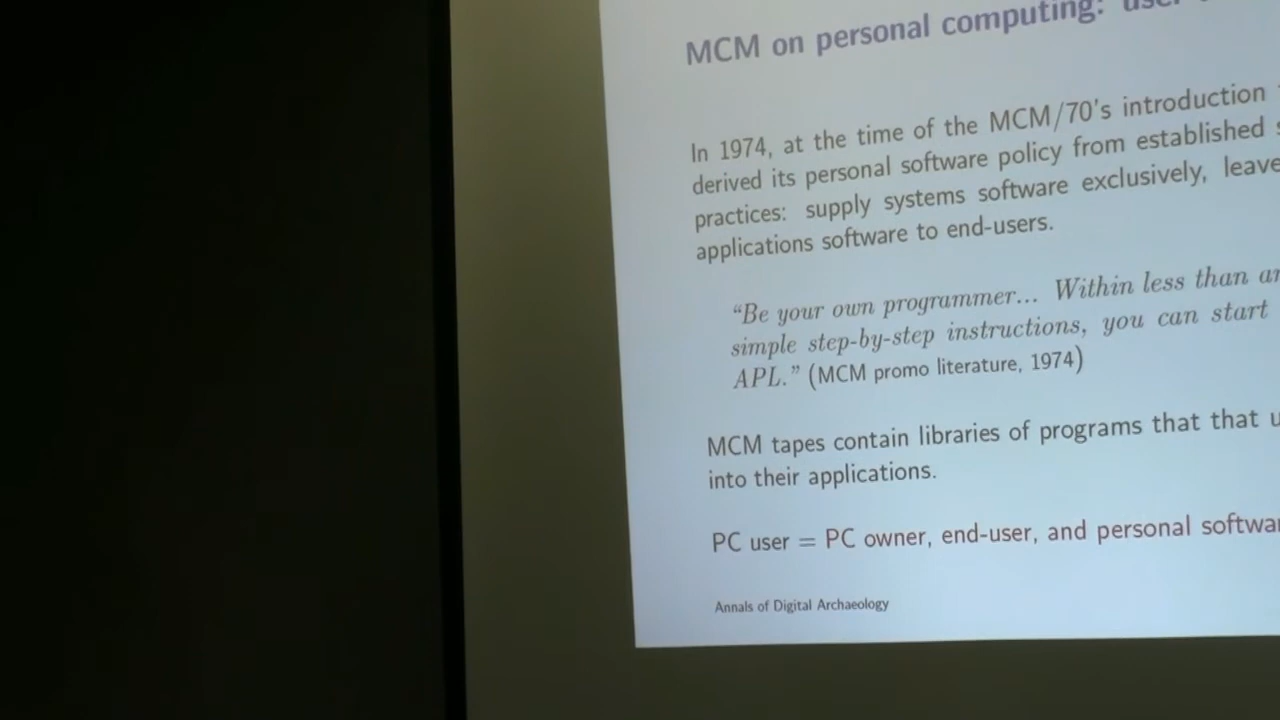 MCM on personal computing:
In 1974, at the time of the MCM/70's introduction
derived its personal software policy from established
practices: supply systems software exclusively, leave
applications software to end-users.
“Be your own programmer... Within less than
simple step-by-step instructions, you can start
APL.” (MCM promo literature, 1974)
MCM tapes contain libraries of programs that that
into their applications.
PC user = PC owner, end-user, and personal
Annals of Digital Archaeology